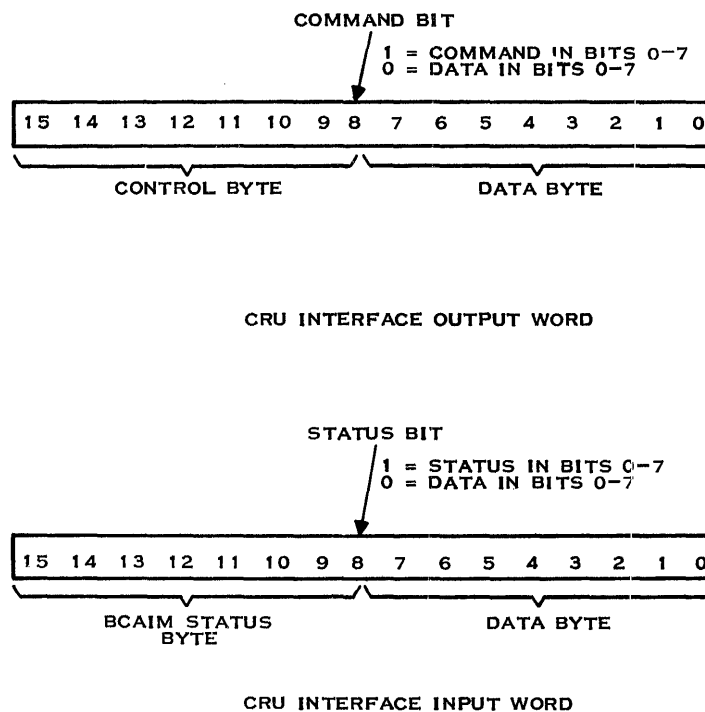 COMMAND BIT
1 = COMMAND IN BITS 0-7
0 = DATA IN BITS 0-7
15 14 13 12 11 10 9 8 7 6 5 4 3 2 1 0
CONTROL BYTE DATA BYTE
CRU INTERFACE OUTPUT WORD
STATUS BIT
1 = STATUS IN BITS 0-7
0 = DATA IN BITS 0-7
15 14 13 12 11 10 9 8 7 6 5 4 3 2 1 0
BCAIM STATUS DATA BYTE
BYTE
CRU INTERFACE INPUT WORD